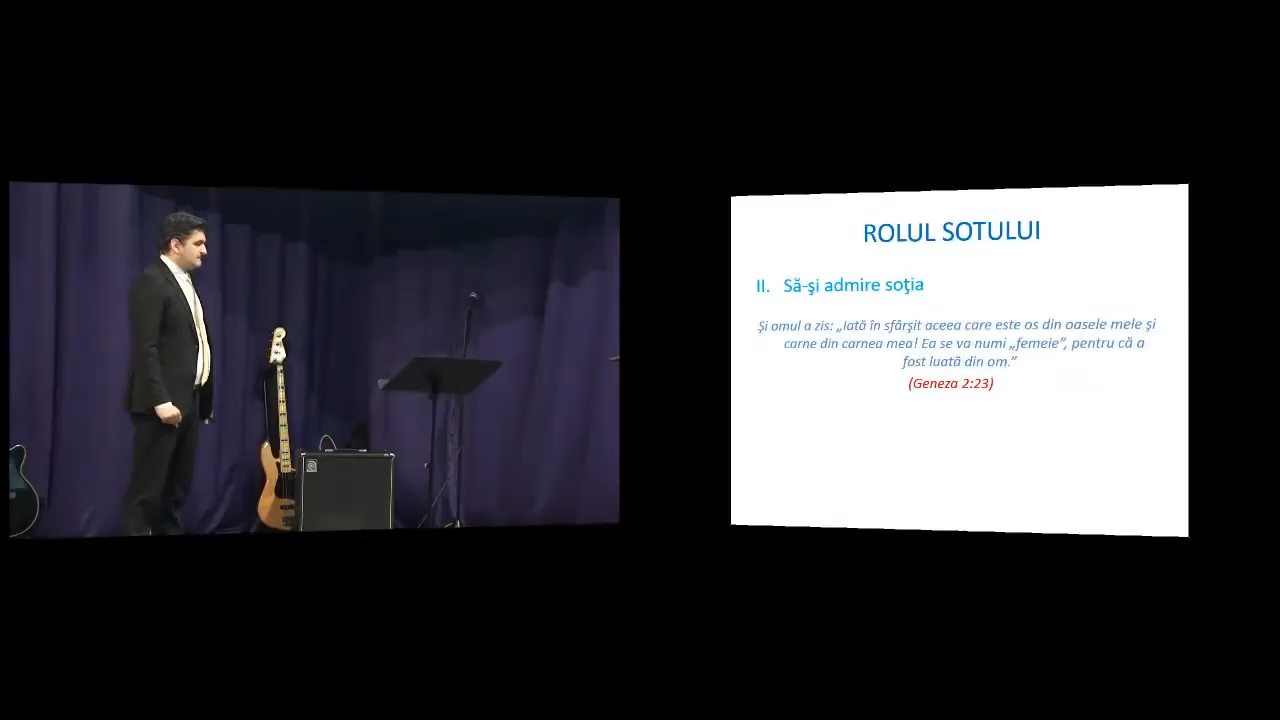 ROLUL SOTULUI
II. Să-şi admire soţia
Şi omul a zis: „Iată în sfârşit aceea care este os din oasele mele şi
carne din carnea mea! Ea se va numi „femeie”, pentru că a
fost luată din om.”
(Geneza 2:23)